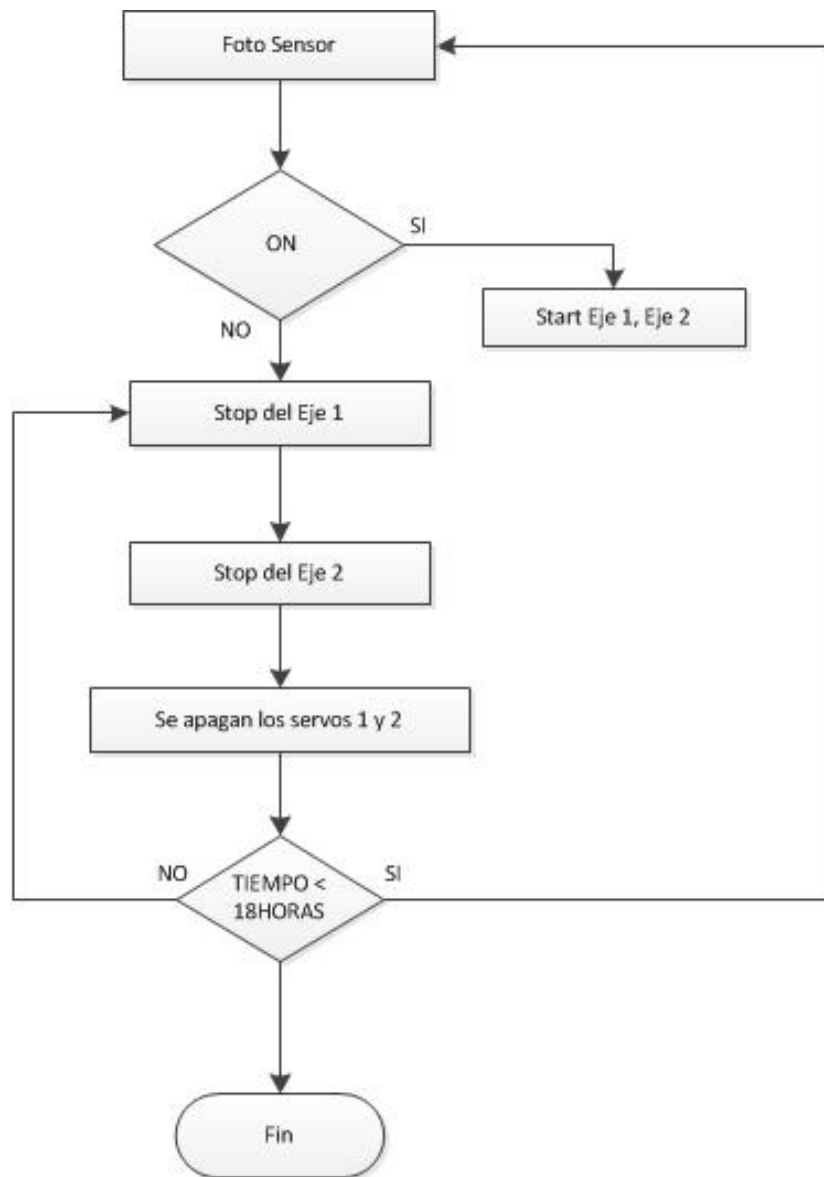 Foto Sensor
ON
SI
Start Eje 1, Eje 2
NO
Stop del Eje 1
Stop del Eje 2
Se apagan los servos 1 y 2
NO
TIEMPO <
18HORAS
SI
Fin